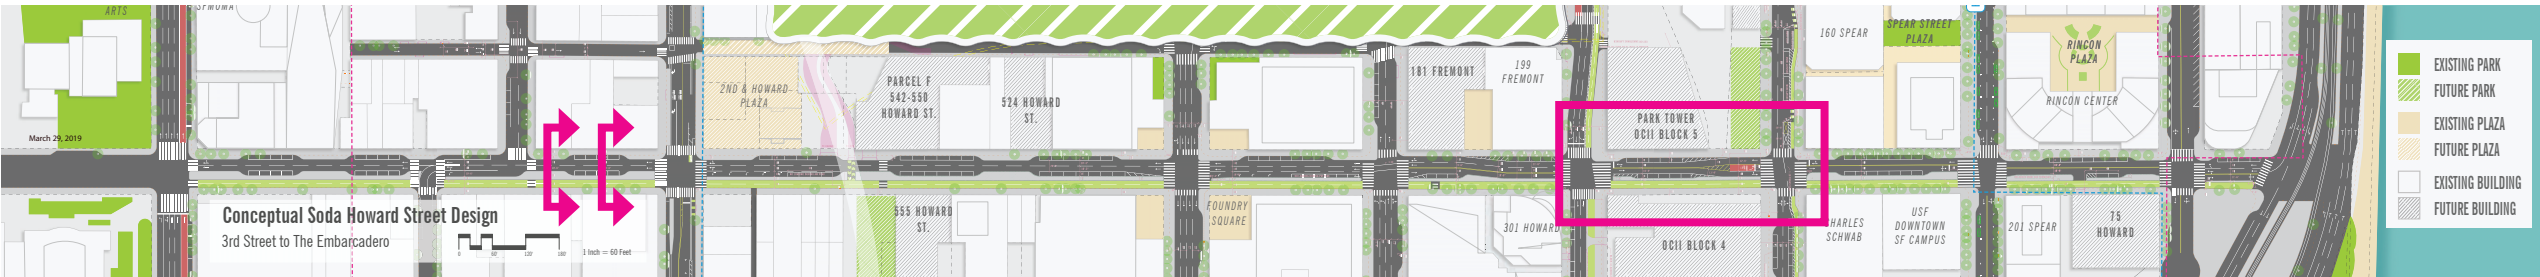 ARTS
SFMOMA
March 29, 2019
Conceptual Soda Howard Street Design
3rd Street to The Embarcadero
0 60' 120' 180'
1 Inch = 60 Feet
2ND & HOWARD
PLAZA
PARCEL F
542-550
HOWARD ST.
524 HOWARD
ST.
555 HOWARD
ST.
FOUNDRY
SQUARE
181 FREMONT
199
FREMONT
301 HOWARD
PARK TOWER
OCII BLOCK 5
OCII BLOCK 4
160 SPEAR
SPEAR STREET
PLAZA
CHARLES
SCHWAB
USF
DOWNTOWN
SF CAMPUS
RINCON
PLAZA
RINCON CENTER
201 SPEAR
75
HOWARD
EXISTING PARK
FUTURE PARK
EXISTING PLAZA
FUTURE PLAZA
EXISTING BUILDING
FUTURE BUILDING